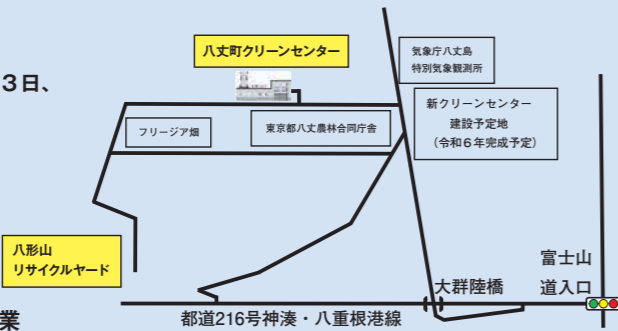 3日、
八丈町クリーンセンター
気象庁八丈島
特別気象観測所
フリージア畑
東京都八丈農林合同庁舎
新クリーンセンター
建設予定地
（令和６年完成予定）
八形山
リサイクルヤード
富士山
道入口
大群陸橋
都道216号神湊・八重根港線
業